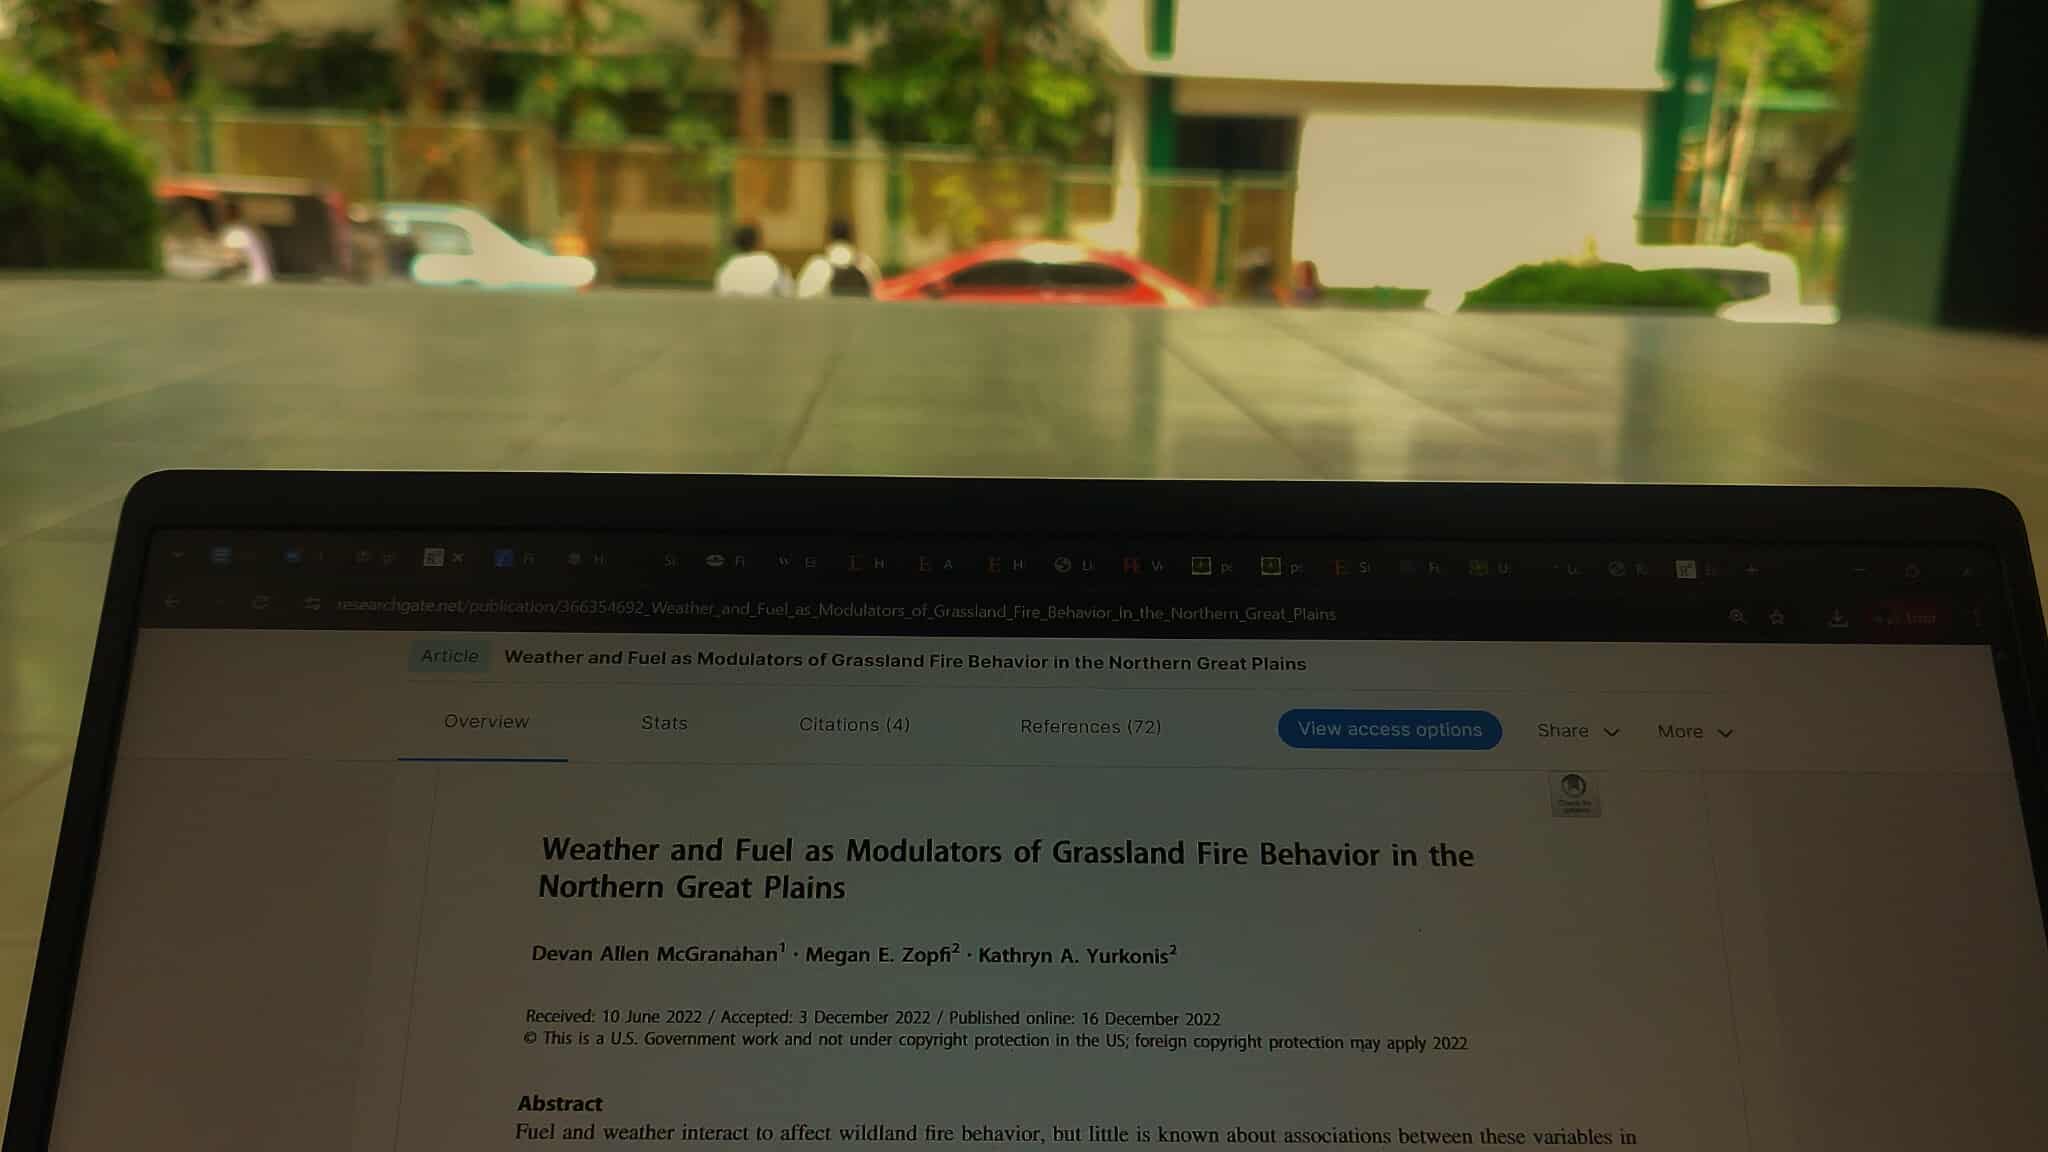 researchgate.net/publication/366354692_Weather_and_Fuel_as_Modulators_of_Grassland_Fire_Behavior_in_the_Northern_Great_Plains
Article Weather and Fuel as Modulators of Grassland Fire Behavior in the Northern Great Plains
Overview Stats Citations (4) References (72) View access options Share More
Check for updates
Weather and Fuel as Modulators of Grassland Fire Behavior in the
Northern Great Plains
Devan Allen McGranahan¹ · Megan E. Zopfi² · Kathryn A. Yurkonis²
Received: 10 June 2022 / Accepted: 3 December 2022 / Published online: 16 December 2022
© This is a U.S. Government work and not under copyright protection in the US; foreign copyright protection may apply 2022
Abstract
Fuel and weather interact to affect wildland fire behavior, but little is known about associations between these variables in